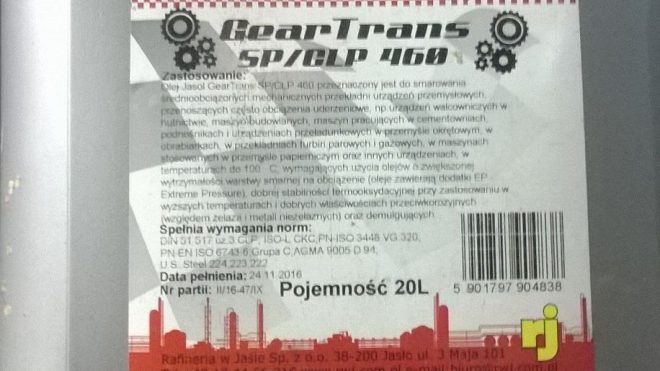 GearTrans
SP/CLP 460
Zastosowanie:
Olej Jasol GearTrans SP/CLP 460 przeznaczony jest do smarowania
średnioobciążonych mechanicznych przekładni urządzeń przemysłowych,
przenoszących często obciążenia uderzeniowe, np.urządzeń walcowniczych w
hutnictwie, maszyn budowlanych, maszyn pracujących w cementowniach,
podnośnikach i urządzeniach przeładunkowych w przemyśle okrętowym, w
obrabiarkach, w przekładniach turbin parowych i gazowych, w maszynach
stosowanych w przemyśle papierniczym oraz innych urządzeniach, w
temperaturach do 100 C, wymagających użycia olejów o zwiększonej
wytrzymałości warstwy smarnej na obciążenie (oleje zawierają dodatki EP
Extreme Pressure), dobrej stabilności termooksydacyjnej przy zastosowaniu w
wyższych temperaturach i dobrych właściwościach przeciwkorozyjnych
(względem żelaza i metali nieżelaznych) oraz demulgujących.
Spełnia wymagania norm:
DIN 51 517 cz.3 CLP, ISO-L CKC,PN-ISO 3448 VG 320,
PN-EN ISO 6743-6 Grupa C,AGMA 9005 D 94,
U.S. Steel 224,223,222
Data pełnienia: 24.11.2016
Nr partii: II/16-47/IX
Pojemność 20L
5 901797 904838
rj
Rafineria w Jaśle Sp. z o.o. 38-200 Jasło ul. 3 Maja 101